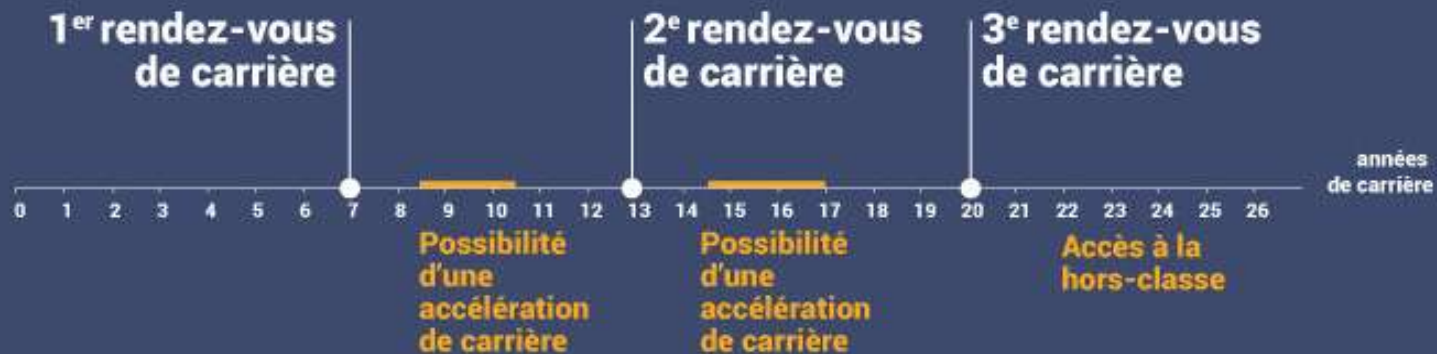 1er rendez-vous
de carrière
2e rendez-vous
de carrière
3e rendez-vous
de carrière
années
de carrière
0 1 2 3 4 5 6 7 8 9 10 11 12 13 14 15 16 17 18 19 20 21 22 23 24 25 26
Possibilité
d'une
accélération
de carrière
Possibilité
d'une
accélération
de carrière
Accès à la
hors-classe